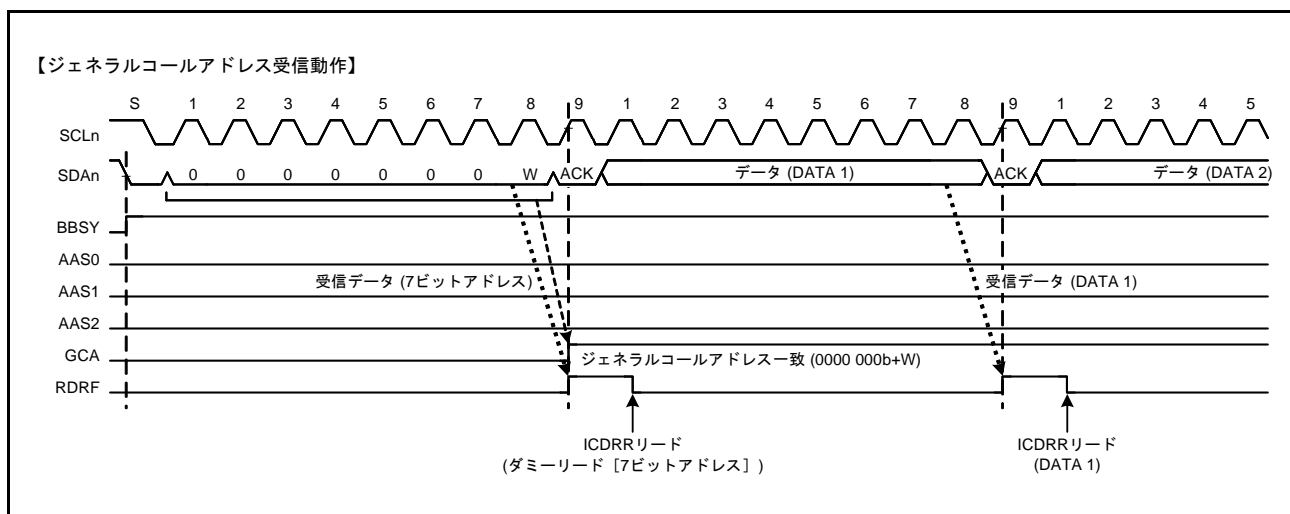 【ジェネラルコールアドレス受信動作】
S 1 2 3 4 5 6 7 8 9 1 2 3 4 5 6 7 8 9 1 2 3 4 5
SCLn
SDAn 0 0 0 0 0 0 0 W ACK データ (DATA 1) ACK データ (DATA 2)
BBSY
AAS0
受信データ (7ビットアドレス) 受信データ (DATA 1)
AAS1
AAS2
GCA ジェネラルコールアドレス一致 (0000 000b+W)
RDRF
ICDRRリード ICDRRリード
(ダミーリード [7ビットアドレス] ) (DATA 1)